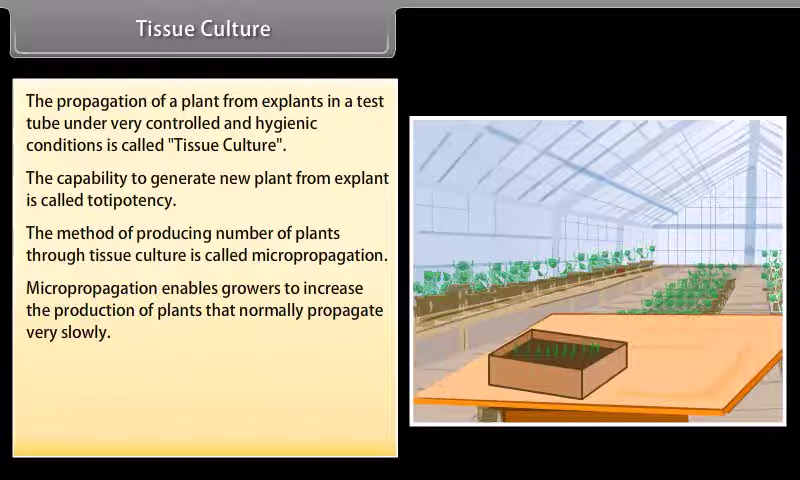 Tissue Culture
The propagation of a plant from explants in a test
tube under very controlled and hygienic
conditions is called "Tissue Culture".
The capability to generate new plant from explant
is called totipotency.
The method of producing number of plants
through tissue culture is called micropropagation.
Micropropagation enables growers to increase
the production of plants that normally propagate
very slowly.